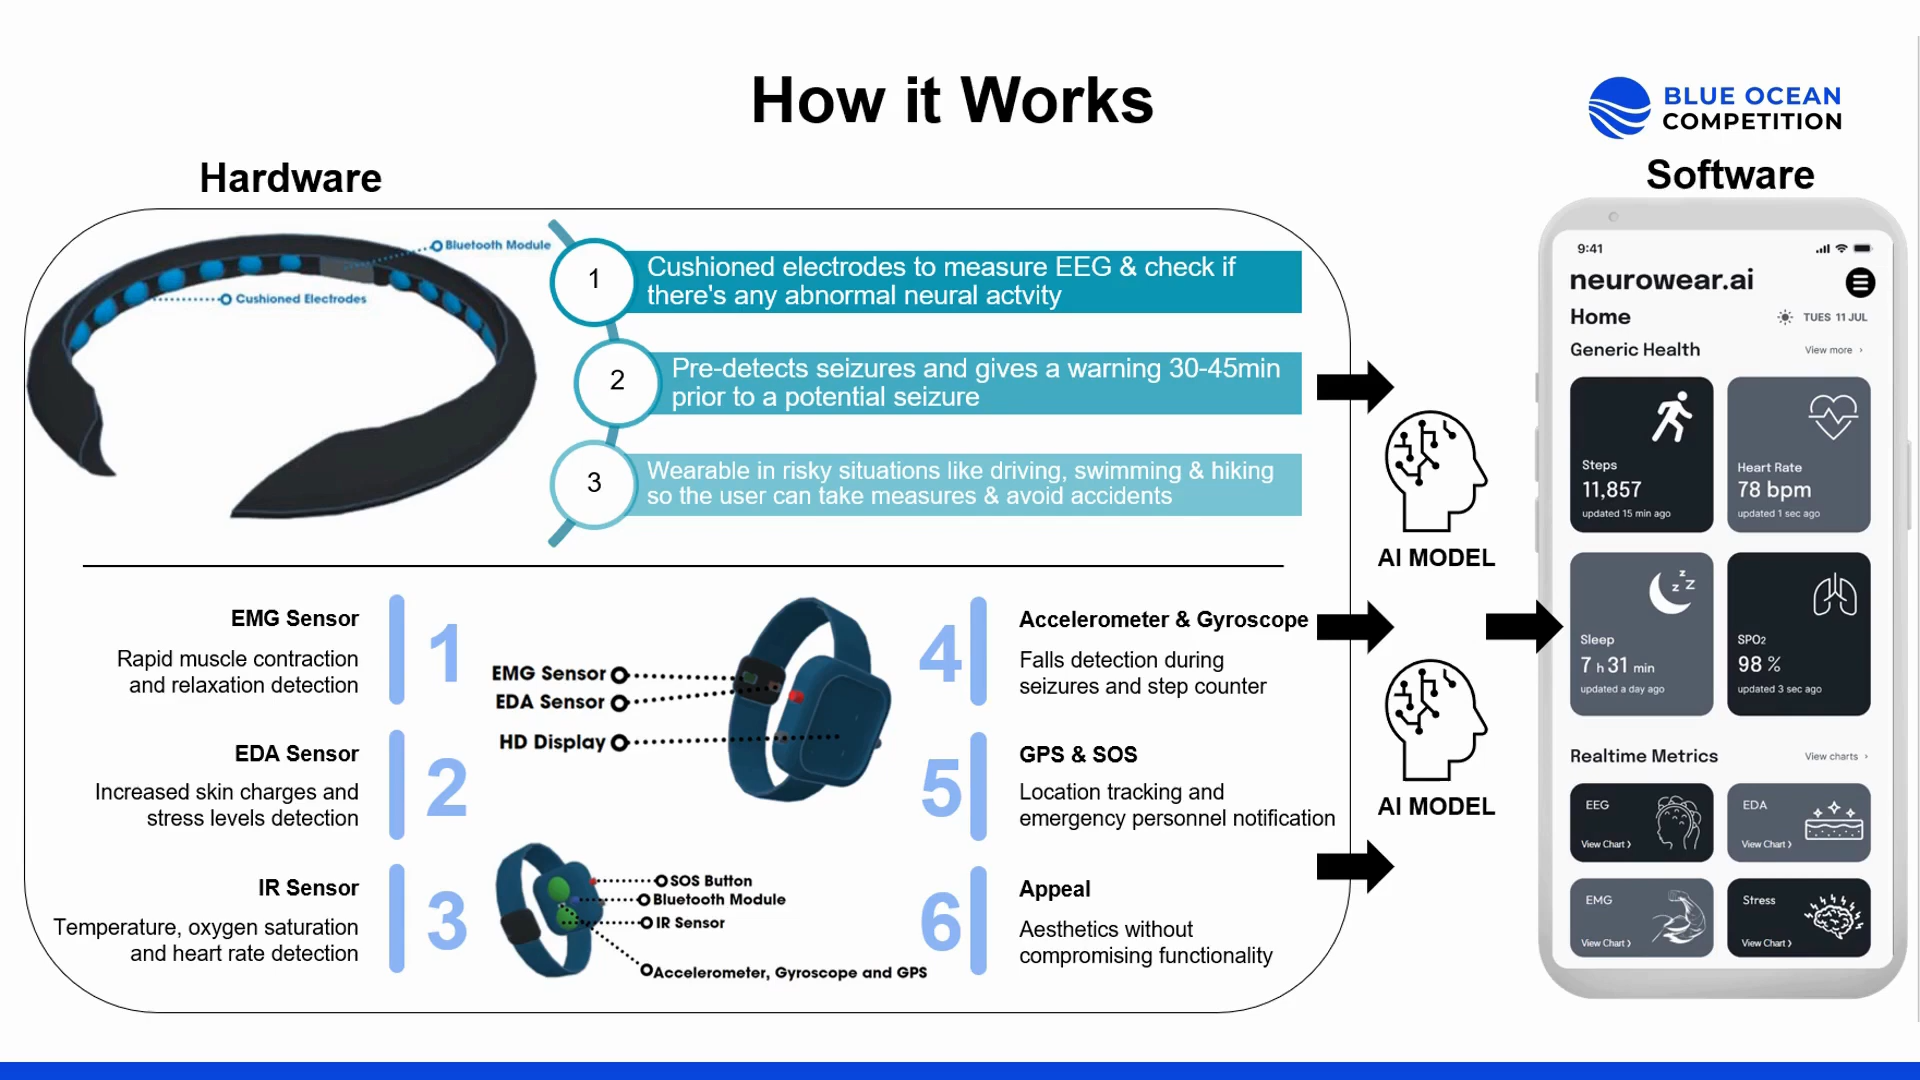 How it Works
BLUE OCEAN
COMPETITION
Hardware
Software
Bluetooth Module
Cushioned Electrodes
1
Cushioned electrodes to measure EEG & check if
there's any abnormal neural actvity
2
Pre-detects seizures and gives a warning 30-45min
prior to a potential seizure
3
Wearable in risky situations like driving, swimming & hiking
so the user can take measures & avoid accidents
EMG Sensor
Rapid muscle contraction
and relaxation detection
1
EDA Sensor
Increased skin charges and
stress levels detection
2
IR Sensor
Temperature, oxygen saturation
and heart rate detection
3
EMG Sensor
EDA Sensor
HD Display
SOS Button
Bluetooth Module
IR Sensor
Accelerometer, Gyroscope and GPS
4
Accelerometer & Gyroscope
Falls detection during
seizures and step counter
5
GPS & SOS
Location tracking and
emergency personnel notification
6
Appeal
Aesthetics without
compromising functionality
AI MODEL
AI MODEL
9:41
neurowear.ai
Home
TUES 11 JUL
Generic Health
View more ›
Steps
11,857
updated 15 min ago
Heart Rate
78 bpm
updated 1 sec ago
z z z
Sleep
7 h 31 min
updated a day ago
SPO2
98 %
updated 3 sec ago
Realtime Metrics
View charts ›
EEG
View Chart ❯
EDA
View Chart ❯
EMG
View Chart ❯
Stress
View Chart ❯